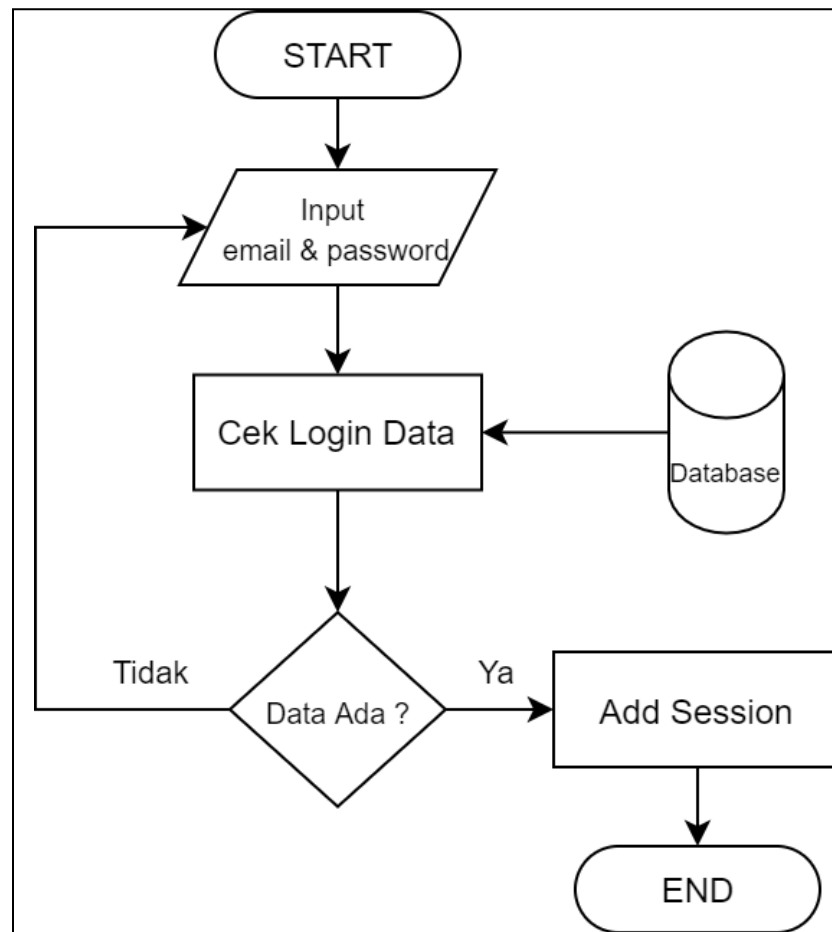 START
Input
email & password
Cek Login Data
Database
Tidak
Data Ada ?
Ya
Add Session
END